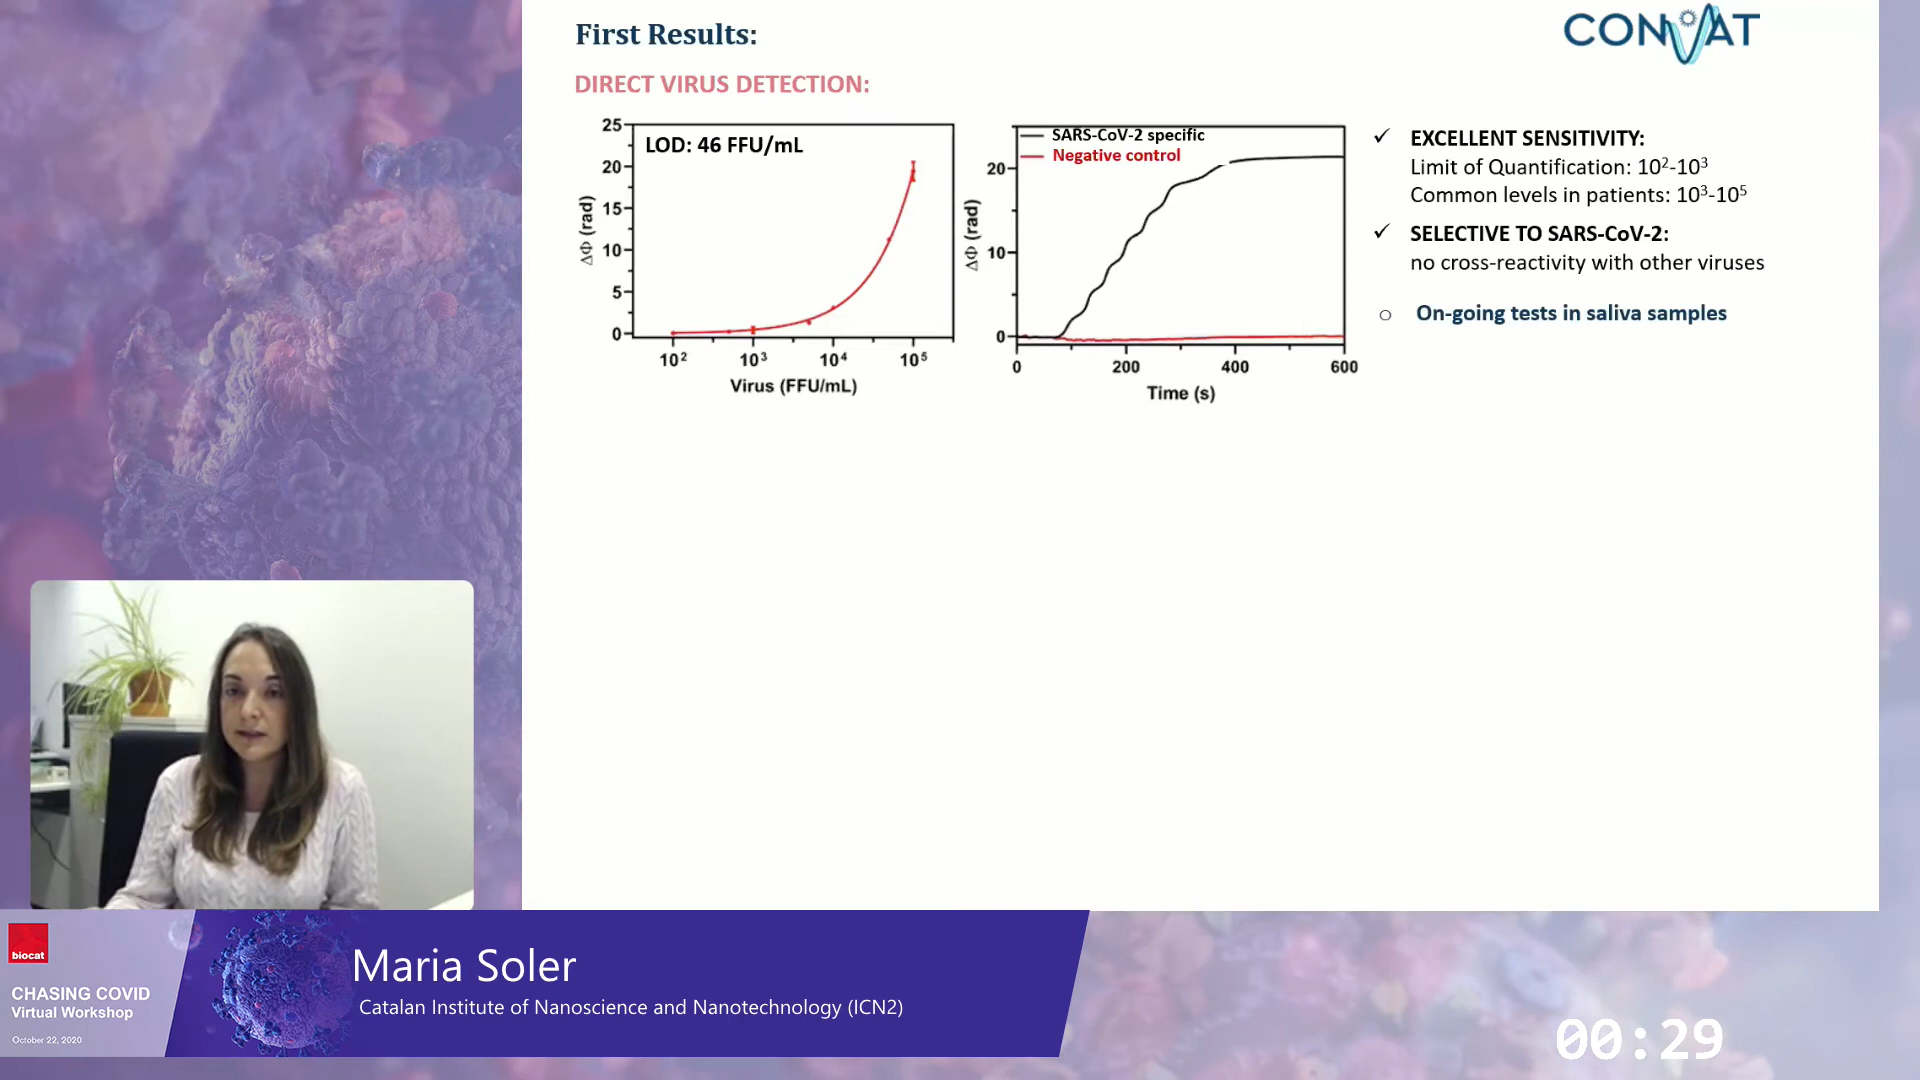 First Results:
CONVAT
DIRECT VIRUS DETECTION:
LOD: 46 FFU/mL
25
20
15
10
5
0
ΔΦ (rad)
10²
10³
10⁴
10⁵
Virus (FFU/mL)
SARS-CoV-2 specific
Negative control
20
10
0
ΔΦ (rad)
0
200
400
600
Time (s)
✓ EXCELLENT SENSITIVITY:
Limit of Quantification: 10²-10³
Common levels in patients: 10³-10⁵
✓ SELECTIVE TO SARS-CoV-2:
no cross-reactivity with other viruses
○ On-going tests in saliva samples
biocat
CHASING COVID
Virtual Workshop
October 22, 2020
Maria Soler
Catalan Institute of Nanoscience and Nanotechnology (ICN2)
00:29